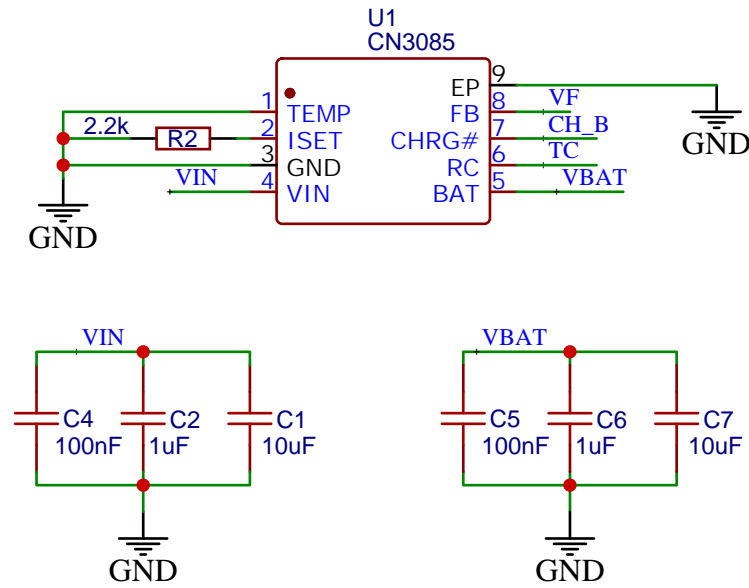 U1
CN3085
1 TEMP
2.2k R2 2 ISET
3 GND
VIN 4 VIN
GND
EP 9
FB 8 VF
CHRG# 7 CH_B
RC 6 TC
BAT 5 VBAT
GND
VIN
C4 100nF
C2 1uF
C1 10uF
GND
VBAT
C5 100nF
C6 1uF
C7 10uF
GND